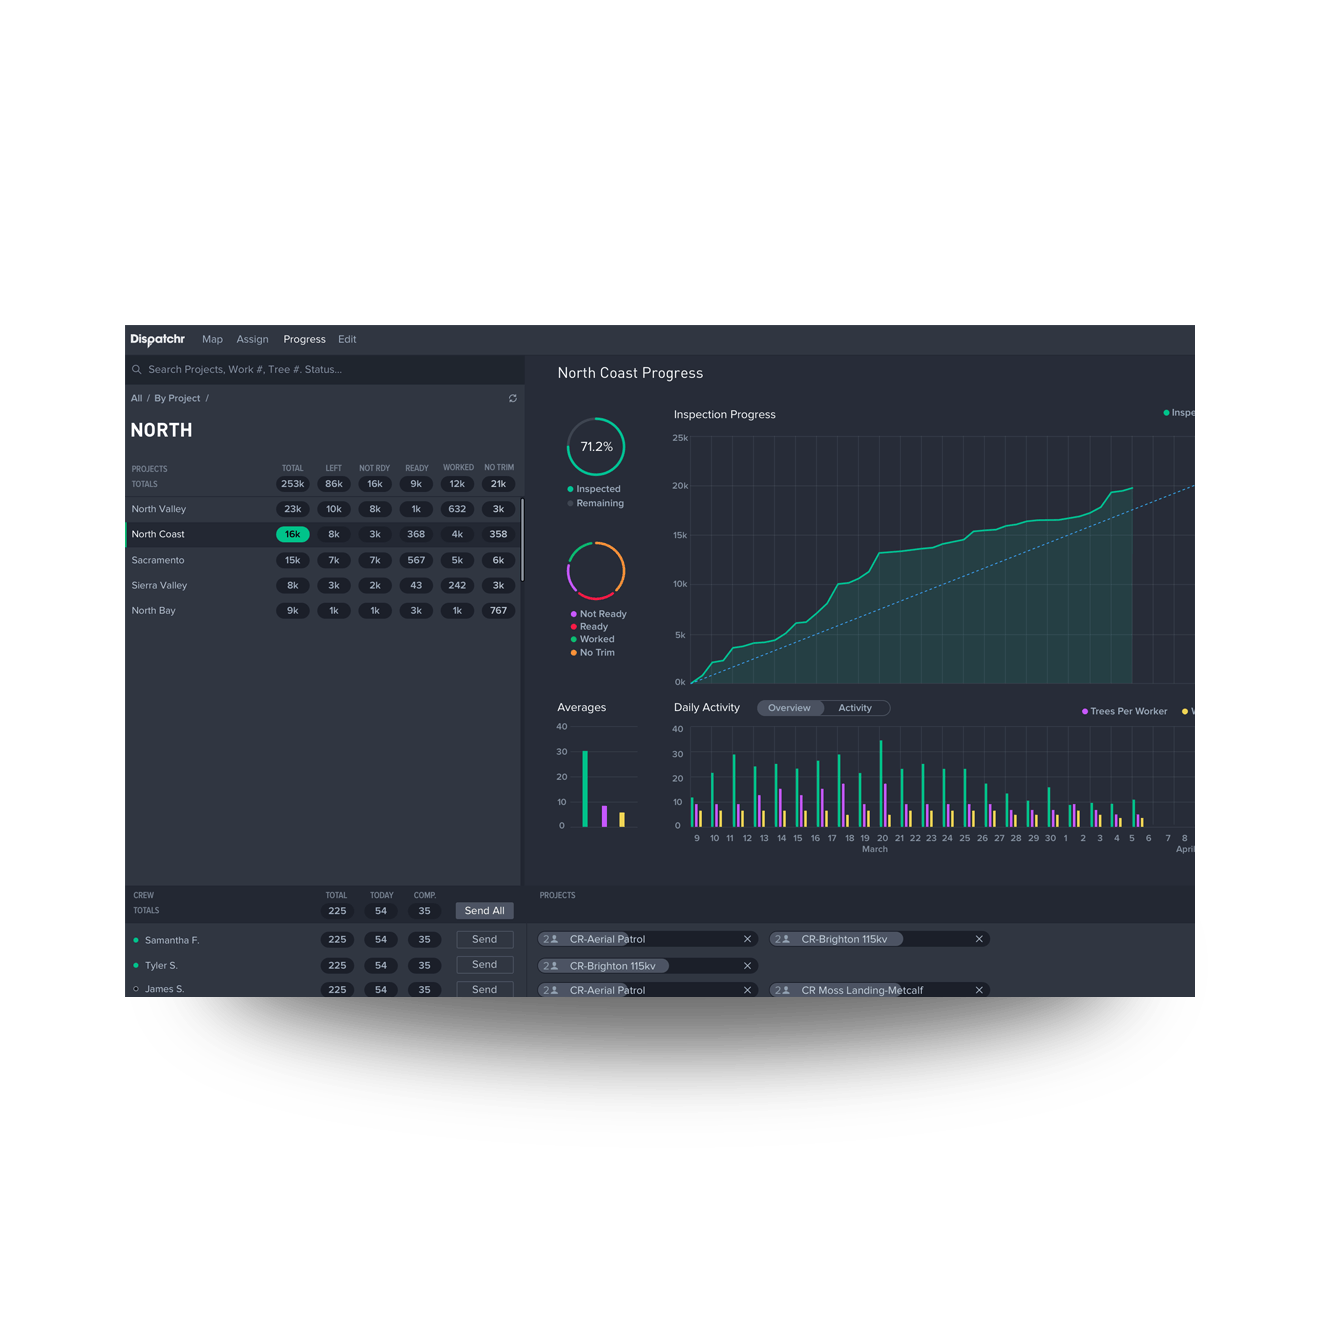 Dispatchr Map Assign Progress Edit
Search Projects, Work #, Tree #. Status...
All / By Project /
NORTH
PROJECTS TOTAL LEFT NOT RDY READY WORKED NO TRIM
TOTALS 253k 86k 16k 9k 12k 21k
North Valley 23k 10k 8k 1k 632 3k
North Coast 16k 8k 3k 368 4k 358
Sacramento 15k 7k 7k 567 5k 6k
Sierra Valley 8k 3k 2k 43 242 3k
North Bay 9k 1k 1k 3k 1k 767
North Coast Progress
71.2%
Inspected
Remaining
Not Ready
Ready
Worked
No Trim
Inspection Progress
Inspe
25k
20k
15k
10k
5k
0k
Averages
40
30
20
10
0
Daily Activity Overview Activity
Trees Per Worker
40
30
20
10
0
9 10 11 12 13 14 15 16 17 18 19 20 21 22 23 24 25 26 27 28 29 30 1 2 3 4 5 6 7 8
March April
CREW TOTAL TODAY COMP. PROJECTS
TOTALS 225 54 35 Send All
Samantha F. 225 54 35 Send 2 CR-Aerial Patrol 2 CR-Brighton 115kv
Tyler S. 225 54 35 Send 2 CR-Brighton 115kv
James S. 225 54 35 Send 2 CR-Aerial Patrol 2 CR Moss Landing-Metcalf